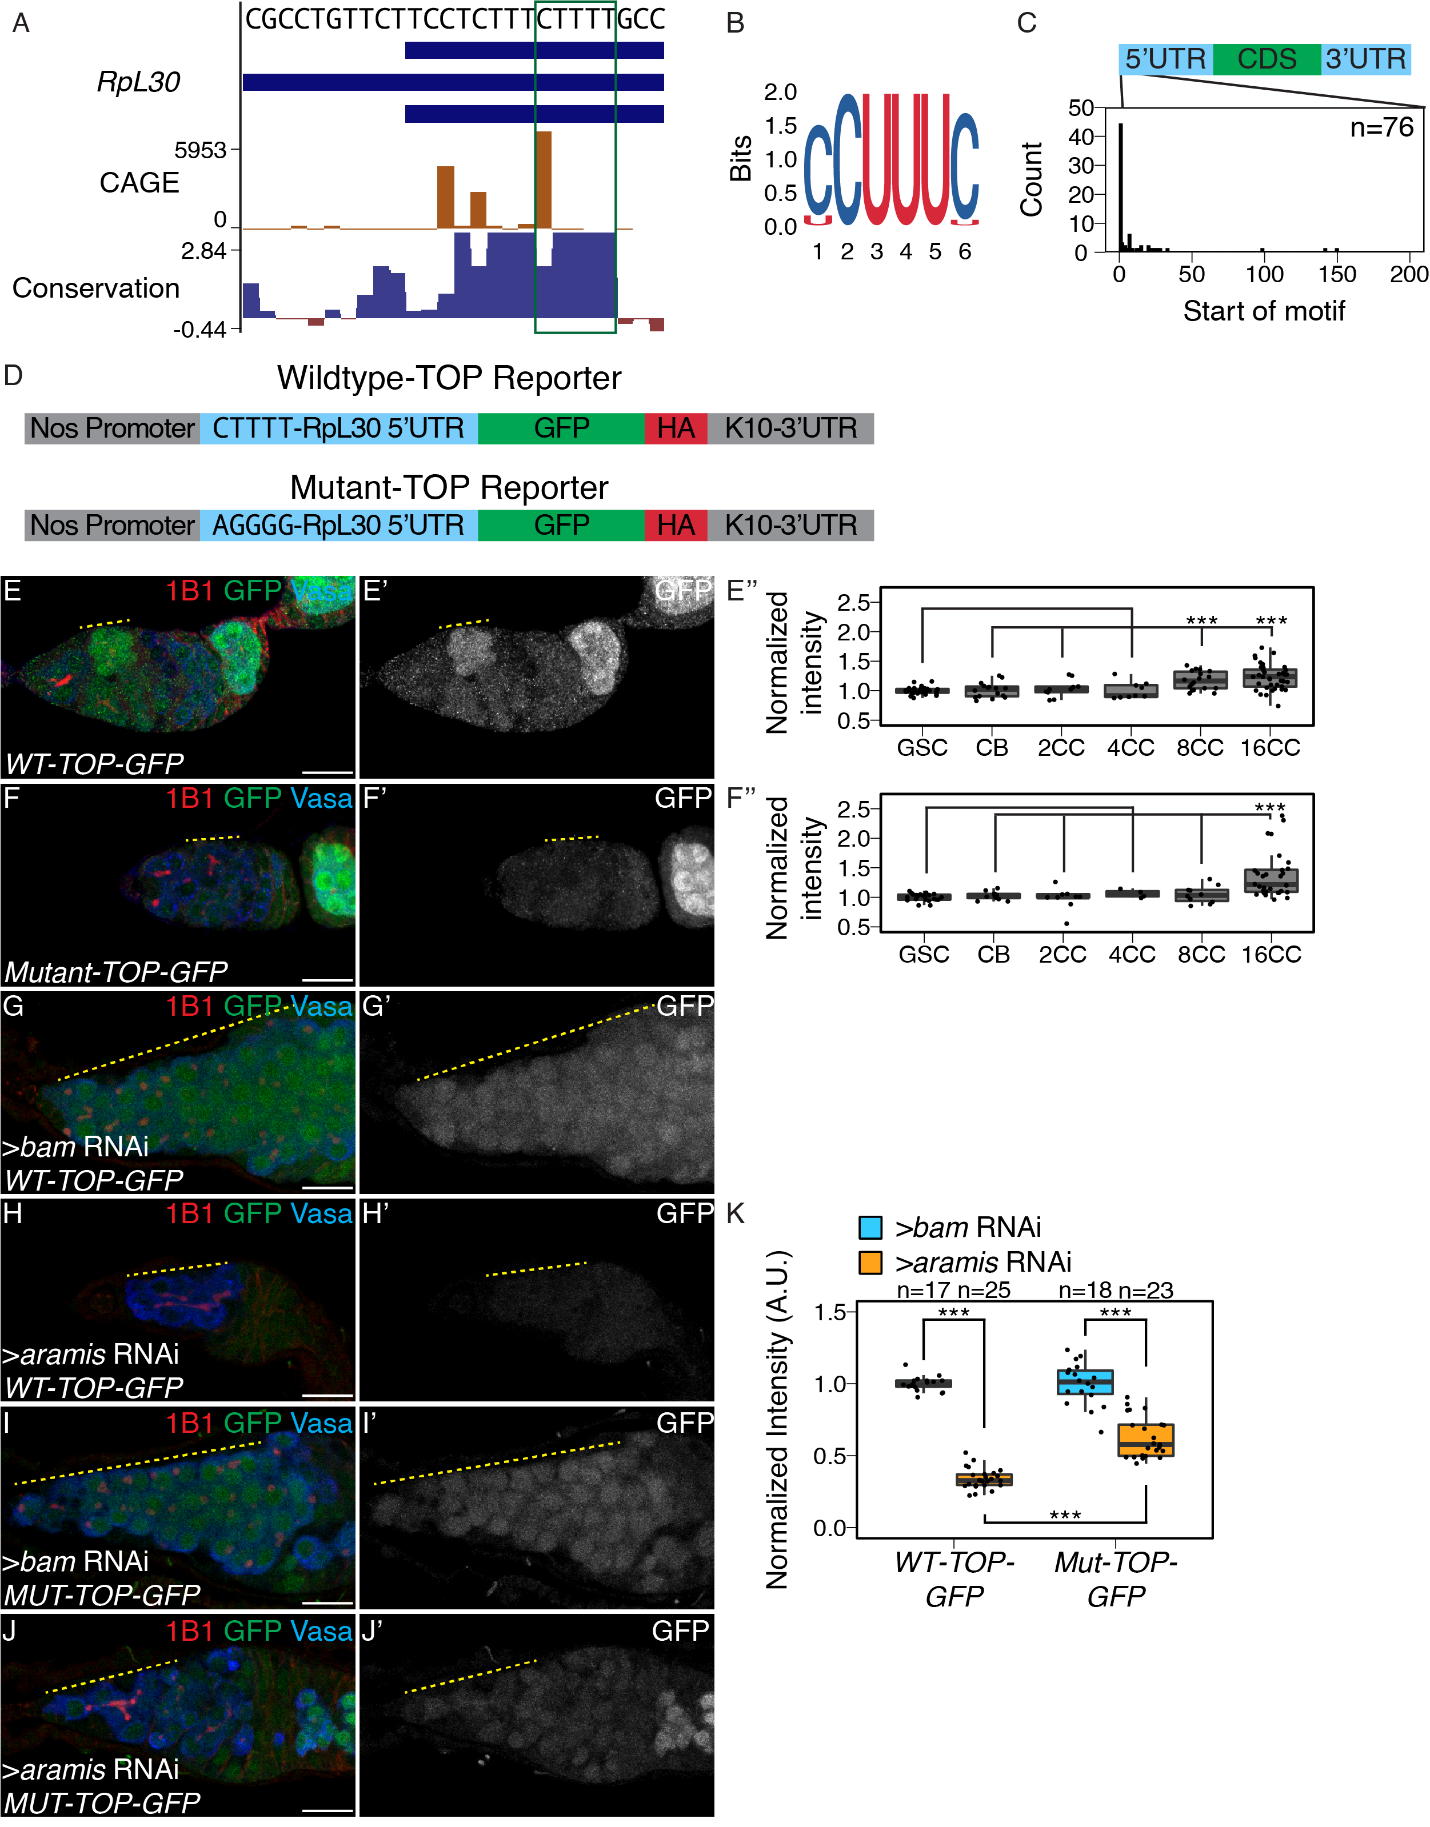 A
CGCCTGTTCTTCCTCTTTCTTTTGCC
RpL30
5953
CAGE
0
2.84
Conservation
-0.44
B
Bits
2.0
1.5
1.0
0.5
0.0
C
U
C
U
U
U
C
U
1 2 3 4 5 6
C
5’UTR CDS 3’UTR
n=76
Count
50
40
30
20
10
0
0 50 100 150 200
Start of motif
D
Wildtype-TOP Reporter
Nos Promoter CTTTT-RpL30 5’UTR GFP HA K10-3’UTR
Mutant-TOP Reporter
Nos Promoter AGGGG-RpL30 5’UTR GFP HA K10-3’UTR
E 1B1 GFP Vasa
WT-TOP-GFP
E’ GFP
E’’
Normalized
intensity
2.5
2.0
1.5
1.0
0.5
*** ***
GSC CB 2CC 4CC 8CC 16CC
F 1B1 GFP Vasa
Mutant-TOP-GFP
F’ GFP
F’’
Normalized
intensity
2.5
2.0
1.5
1.0
0.5
***
GSC CB 2CC 4CC 8CC 16CC
G 1B1 GFP Vasa
>bam RNAi
WT-TOP-GFP
G’ GFP
H 1B1 GFP Vasa
>aramis RNAi
WT-TOP-GFP
H’ GFP
I 1B1 GFP Vasa
>bam RNAi
MUT-TOP-GFP
I’ GFP
J 1B1 GFP Vasa
>aramis RNAi
MUT-TOP-GFP
J’ GFP
K
>bam RNAi
>aramis RNAi
n=17 n=25 n=18 n=23
Normalized Intensity (A.U.)
1.5
1.0
0.5
0.0
*** ***
***
WT-TOP-
GFP
Mut-TOP-
GFP